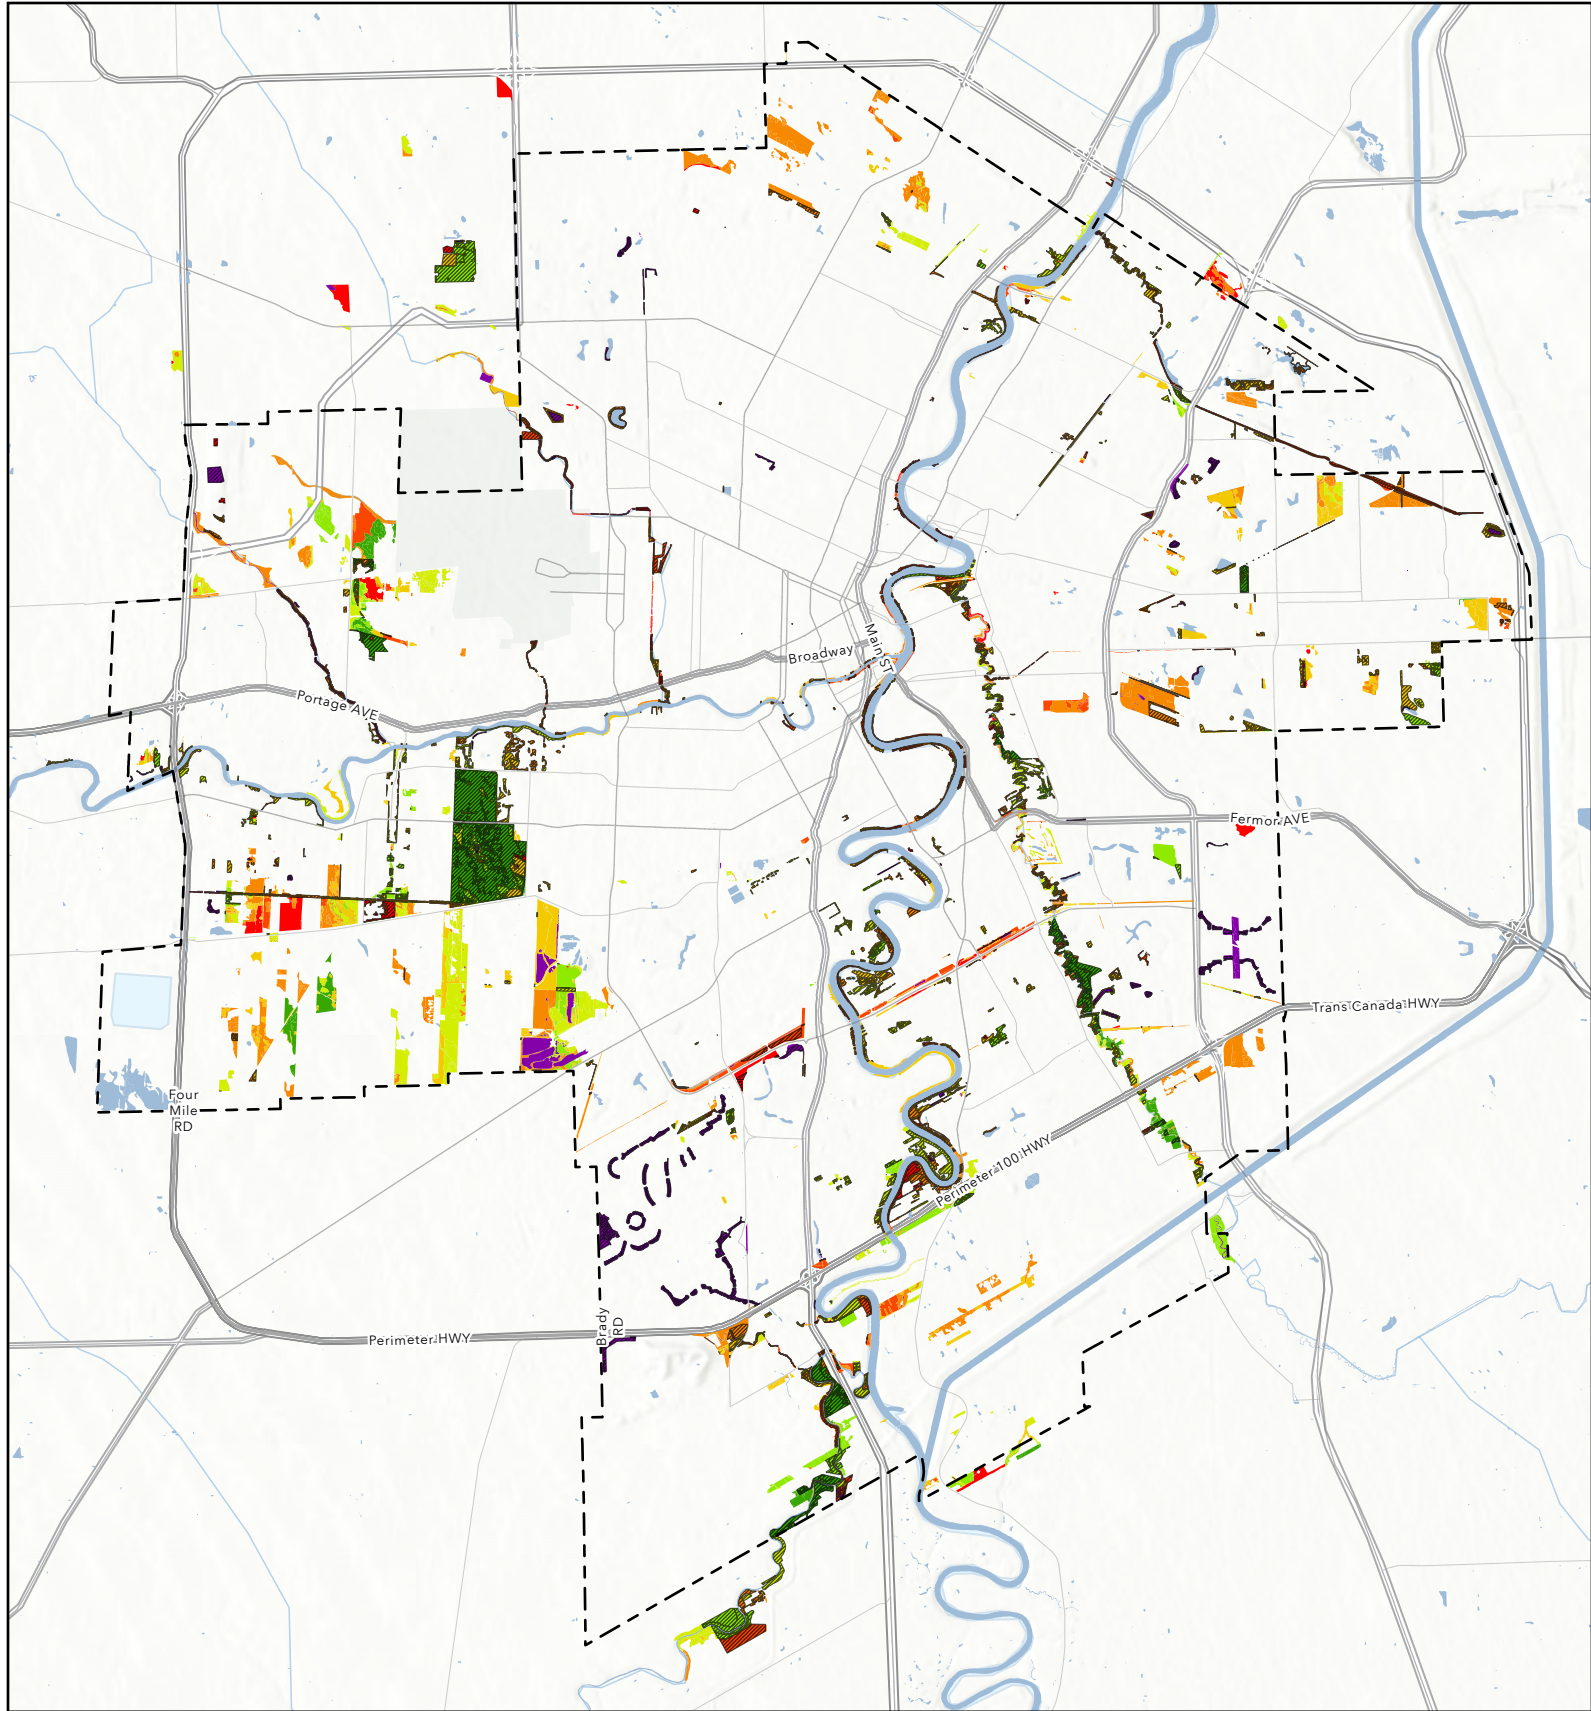 Main ST
Broadway
Portage AVE
Fermor AVE
Trans Canada HWY
Four
Mile
RD
Perimeter 100 HWY
Perimeter HWY
Brady
RD